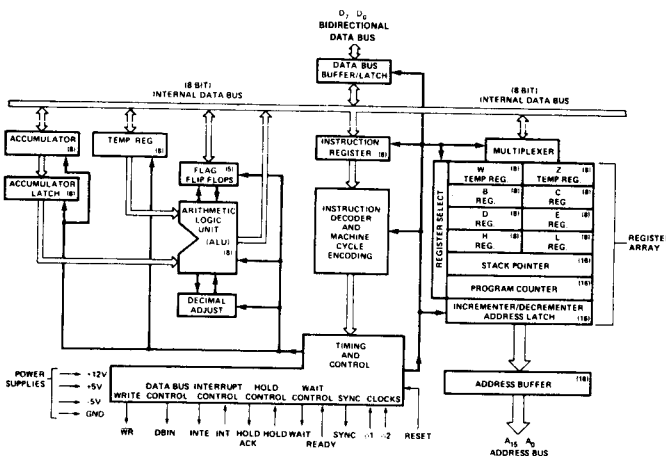 D7 D0
BIDIRECTIONAL
DATA BUS
DATA BUS
BUFFER/LATCH
(8 BIT)
INTERNAL DATA BUS
(8 BIT)
INTERNAL DATA BUS
ACCUMULATOR
(8)
TEMP REG
(8)
FLAG (5)
FLIP FLOPS
INSTRUCTION
REGISTER (8)
MULTIPLEXER
ACCUMULATOR
LATCH (8)
ARITHMETIC
LOGIC
UNIT
(ALU)
(8)
DECIMAL
ADJUST
INSTRUCTION
DECODER
AND
MACHINE
CYCLE
ENCODING
REGISTER SELECT
W (8)
TEMP REG.
Z (8)
TEMP REG.
B (8)
REG.
C (8)
REG.
D (8)
REG.
E (8)
REG.
H (8)
REG.
L (8)
REG.
STACK POINTER (16)
PROGRAM COUNTER (16)
INCREMENTER/DECREMENTER
ADDRESS LATCH (16)
REGISTER
ARRAY
TIMING
AND
CONTROL
POWER
SUPPLIES
+12V
+5V
-5V
GND
WRITE
DATA BUS
CONTROL
INTERRUPT
CONTROL
HOLD
CONTROL
WAIT
CONTROL
SYNC
CLOCKS
WR
DBIN
INTE
INT
HOLD
ACK
HOLD
WAIT
READY
SYNC
φ1
φ2
RESET
ADDRESS BUFFER (16)
A15 A0
ADDRESS BUS